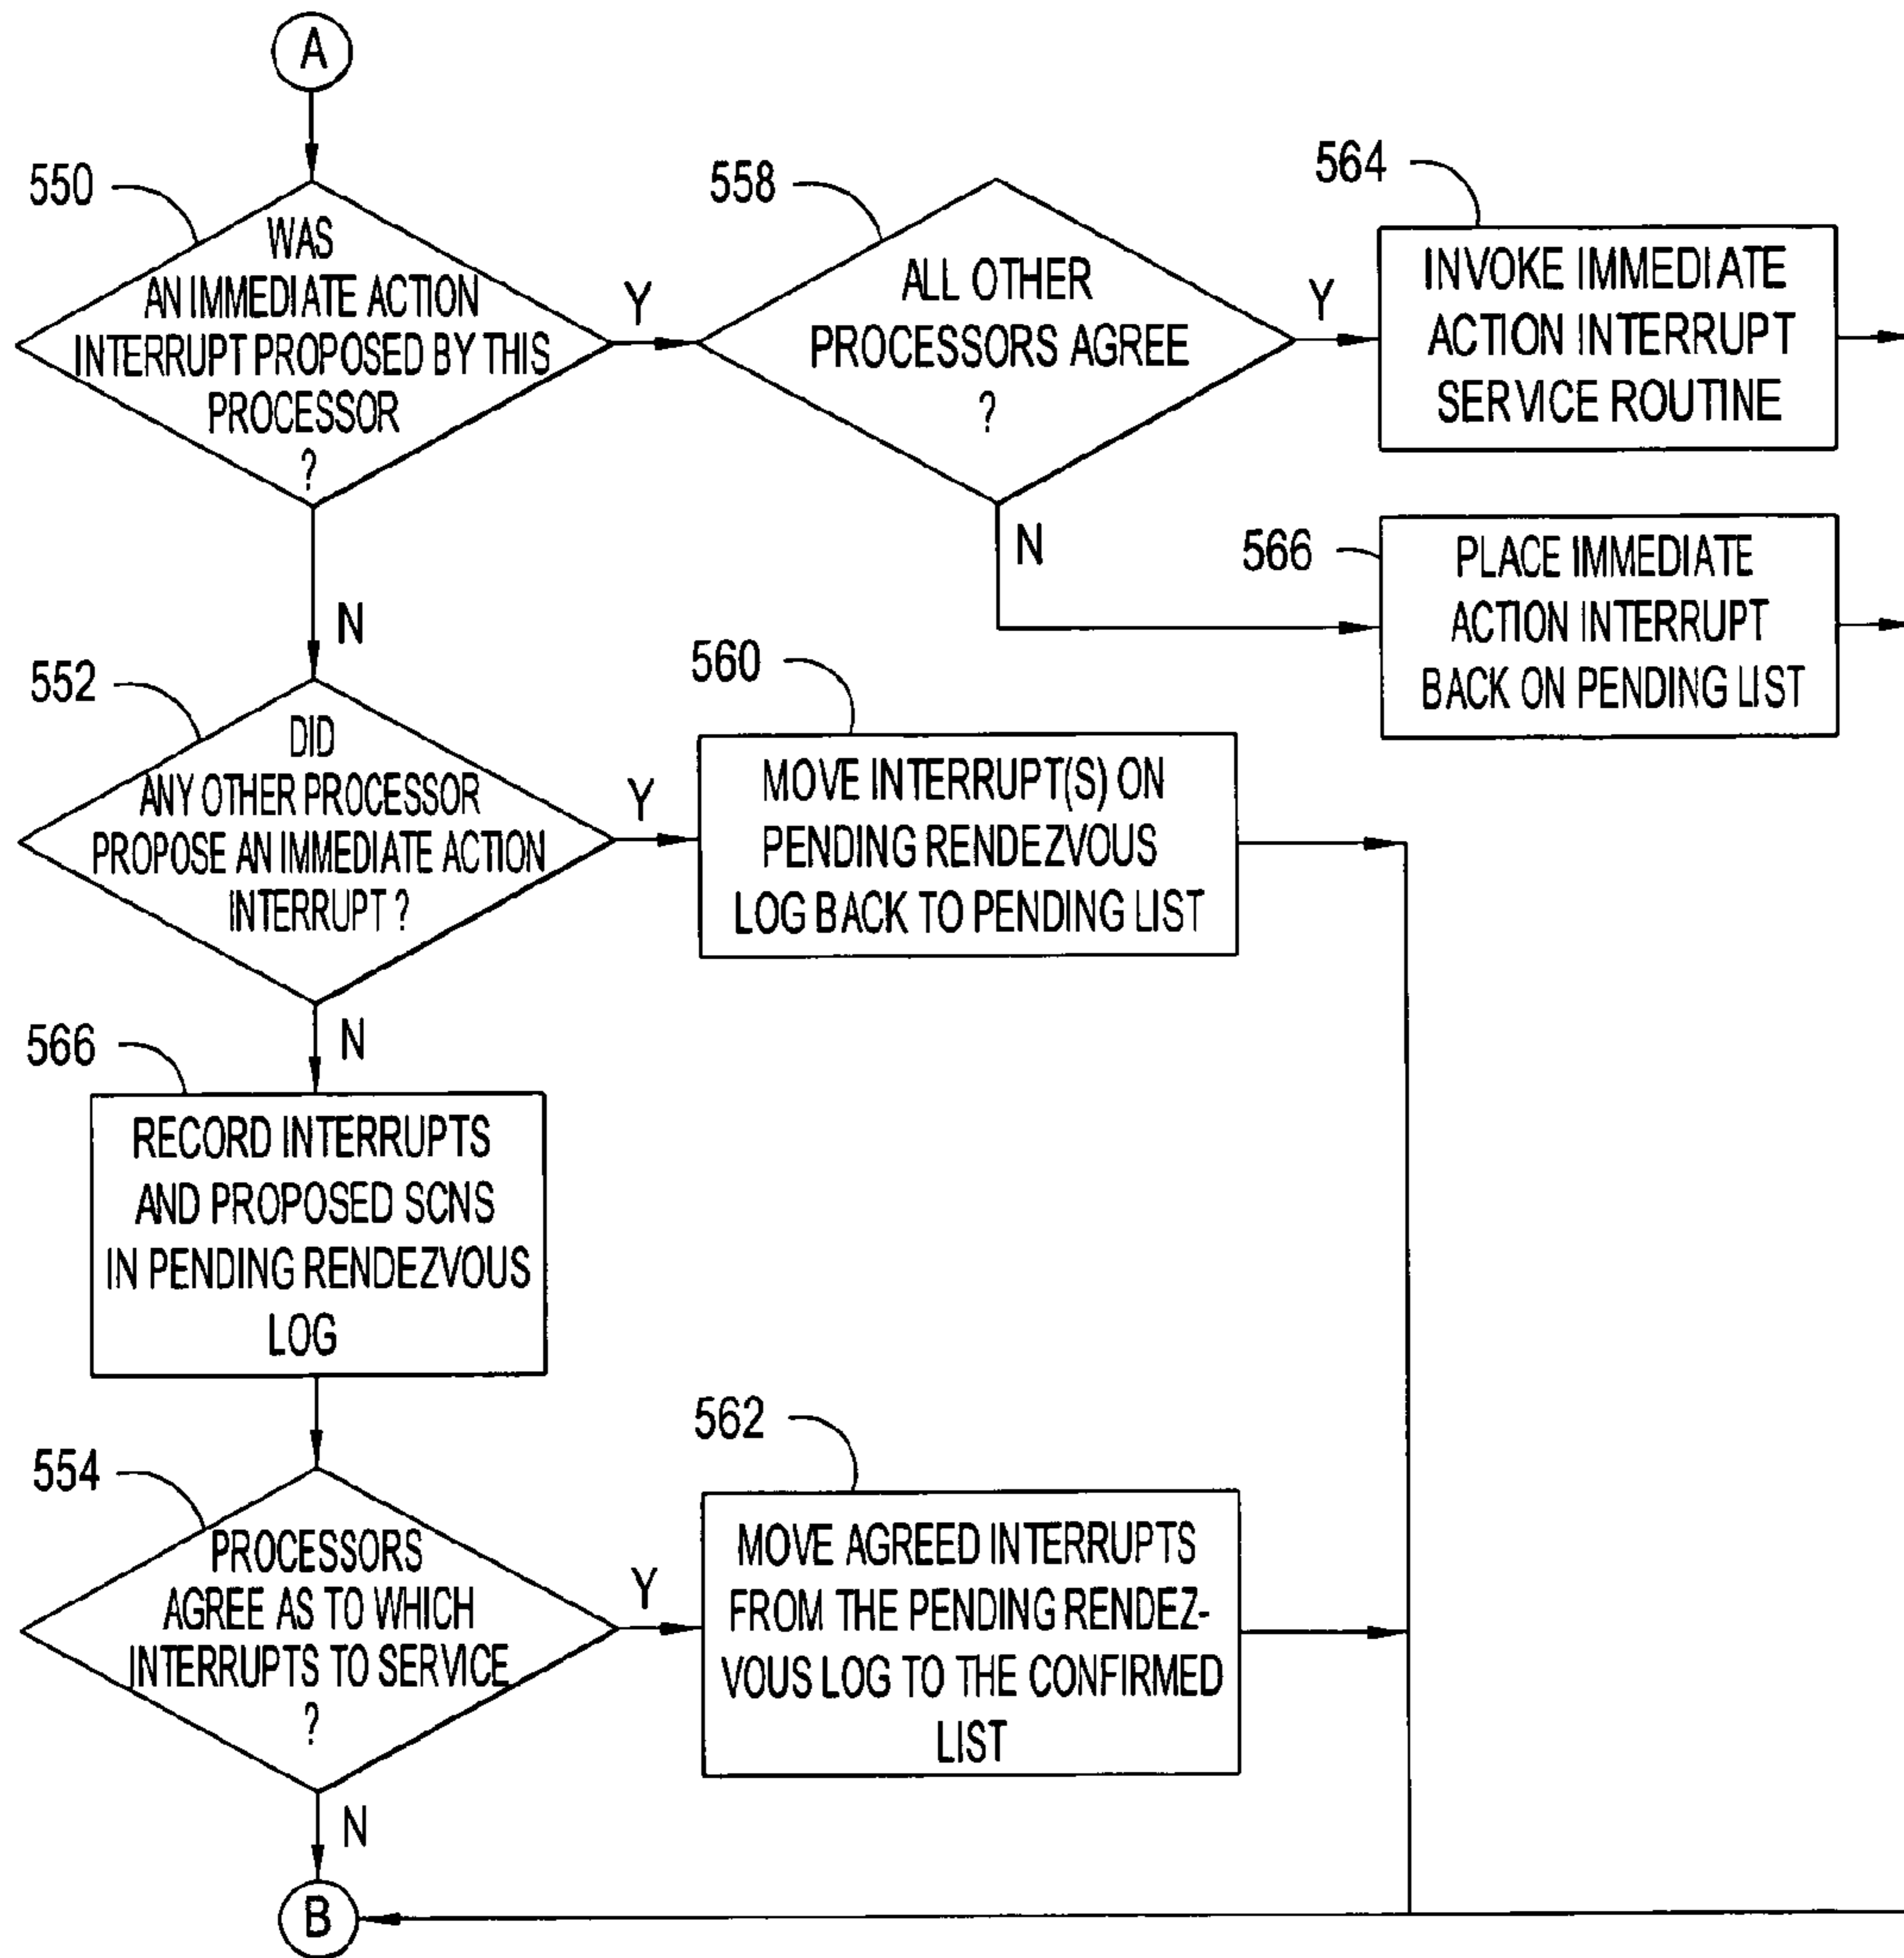 A
550
WAS
AN IMMEDIATE ACTION
INTERRUPT PROPOSED BY THIS
PROCESSOR
?
Y
558
ALL OTHER
PROCESSORS AGREE
?
Y
564
INVOKE IMMEDIATE
ACTION INTERRUPT
SERVICE ROUTINE
N
566
PLACE IMMEDIATE
ACTION INTERRUPT
BACK ON PENDING LIST
N
552
DID
ANY OTHER PROCESSOR
PROPOSE AN IMMEDIATE ACTION
INTERRUPT ?
Y
560
MOVE INTERRUPT(S) ON
PENDING RENDEZVOUS
LOG BACK TO PENDING LIST
N
566
RECORD INTERRUPTS
AND PROPOSED SCNS
IN PENDING RENDEZVOUS
LOG
554
PROCESSORS
AGREE AS TO WHICH
INTERRUPTS TO SERVICE
?
Y
562
MOVE AGREED INTERRUPTS
FROM THE PENDING RENDEZ-
VOUS LOG TO THE CONFIRMED
LIST
N
B